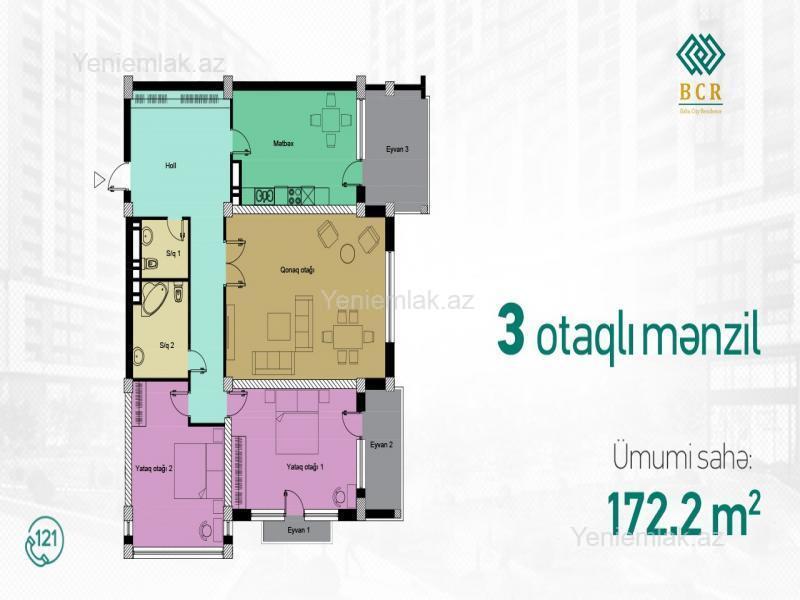 Yeniemlak.az
BCR
Baku City Residence
Holl
Mətbəx
Eyvan 3
S/q 1
Qonaq otağı
Yeniemlak.az
S/q 2
3 otaqlı mənzil
Yataq otağı 2
Yataq otağı 1
Eyvan 2
Ümumi sahə:
172.2 m²
Eyvan 1
121
Yeniemlak.az